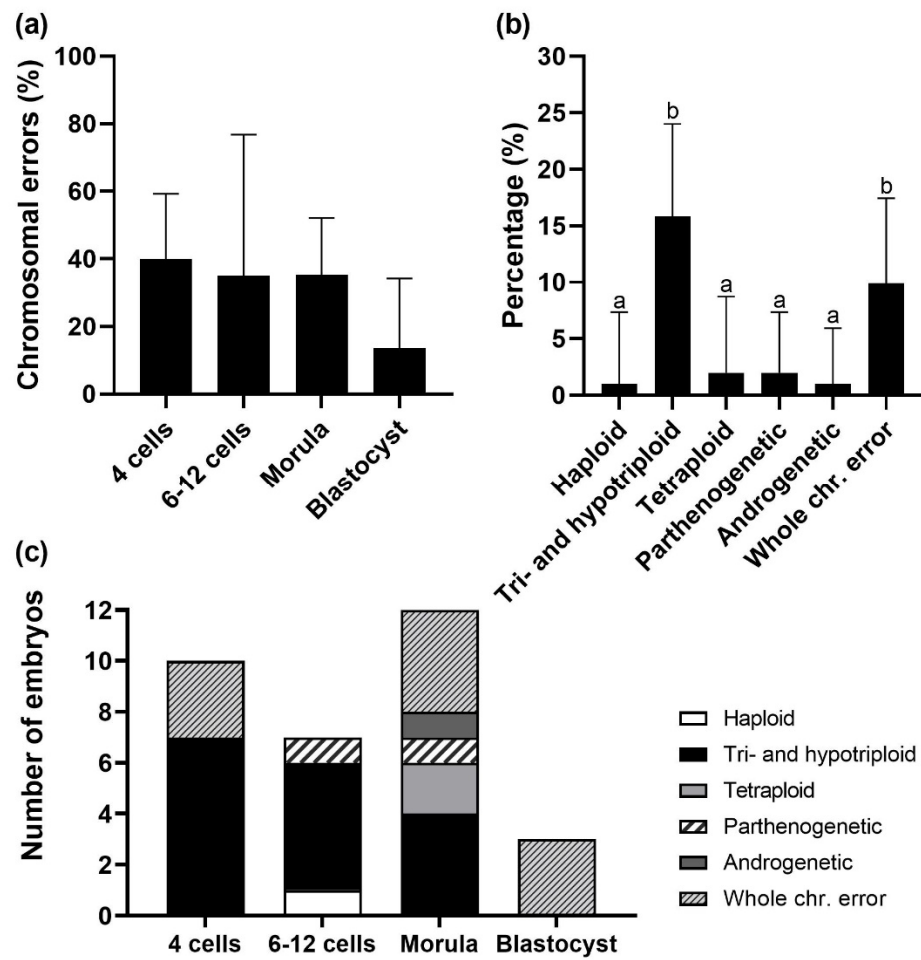 (a)
Chromosomal errors (%)
100
80
60
40
20
0
4 cells
6-12 cells
Morula
Blastocyst
(b)
Percentage (%)
30
25
20
15
10
5
0
a
b
a
a
a
b
Haploid
Tri- and hypotriploid
Tetraploid
Parthenogenetic
Androgenetic
Whole chr. error
(c)
Number of embryos
12
10
8
6
4
2
0
4 cells
6-12 cells
Morula
Blastocyst
Haploid
Tri- and hypotriploid
Tetraploid
Parthenogenetic
Androgenetic
Whole chr. error